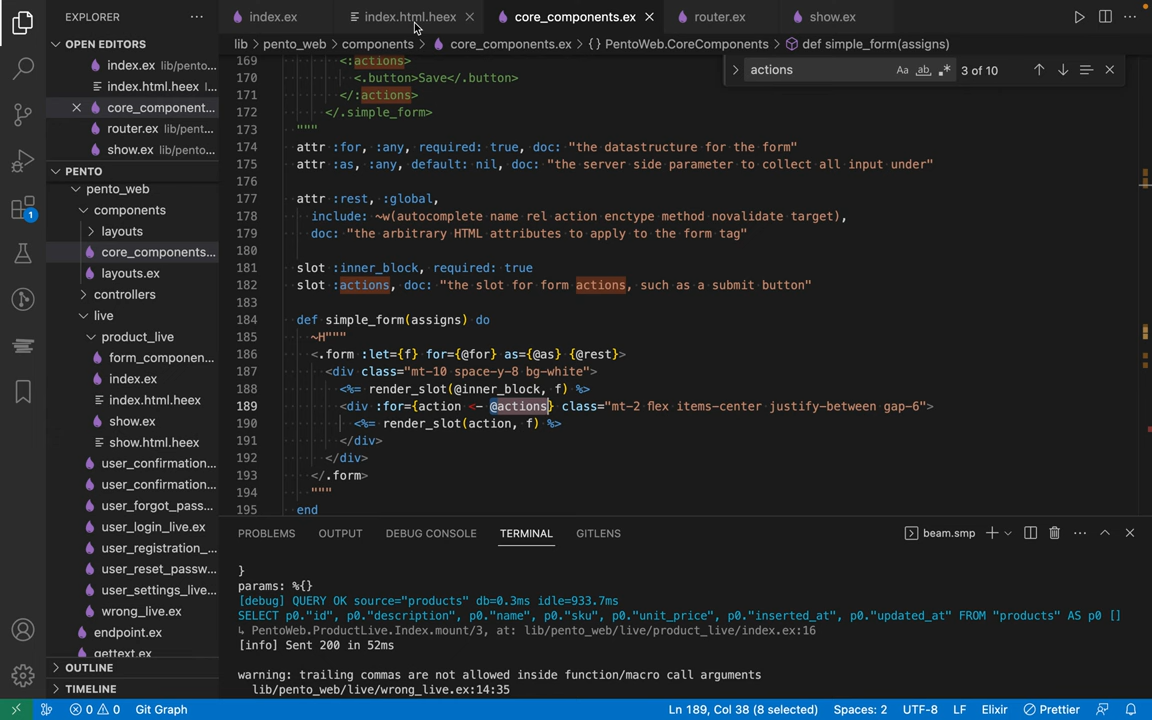 EXPLORER
index.ex
index.html.heex
core_components.ex
router.ex
show.ex
OPEN EDITORS
lib > pento_web > components > core_components.ex > {} PentoWeb.CoreComponents > def simple_form(assigns)
index.ex lib/pento...
index.html.heex l...
core_component...
router.ex lib/pent...
show.ex lib/pento...
PENTO
pento_web
components
layouts
core_components...
layouts.ex
controllers
live
product_live
form_componen...
index.ex
index.html.heex
show.ex
show.html.heex
user_confirmation...
user_confirmation...
user_forgot_pass...
user_login_live.ex
user_registration_...
user_reset_passw...
user_settings_live...
wrong_live.ex
endpoint.ex
gettext.ex
OUTLINE
TIMELINE
1
actions
Aa ab .* 3 of 10
169 <:actions>
170 <.button>Save</.button>
171 </:actions>
172 </.simple_form>
173 """
174 attr :for, :any, required: true, doc: "the datastructure for the form"
175 attr :as, :any, default: nil, doc: "the server side parameter to collect all input under"
176
177 attr :rest, :global,
178 include: ~w(autocomplete name rel action enctype method novalidate target),
179 doc: "the arbitrary HTML attributes to apply to the form tag"
180
181 slot :inner_block, required: true
182 slot :actions, doc: "the slot for form actions, such as a submit button"
183
184 def simple_form(assigns) do
185 ~H"""
186 <.form :let={f} for={@for} as={@as} {@rest}>
187 <div class="mt-10 space-y-8 bg-white">
188 <%= render_slot(@inner_block, f) %>
189 <div :for={action <- @actions} class="mt-2 flex items-center justify-between gap-6">
190 <%= render_slot(action, f) %>
191 </div>
192 </div>
193 </.form>
194 """
195 end
PROBLEMS OUTPUT DEBUG CONSOLE TERMINAL GITLENS
beam.smp
}
params: %{}
[debug] QUERY OK source="products" db=0.3ms idle=933.7ms
SELECT p0."id", p0."description", p0."name", p0."sku", p0."unit_price", p0."inserted_at", p0."updated_at" FROM "products" AS p0 []
↳ PentoWeb.ProductLive.Index.mount/3, at: lib/pento_web/live/product_live/index.ex:16
[info] Sent 200 in 52ms
warning: trailing commas are not allowed inside function/macro call arguments
lib/pento_web/live/wrong_live.ex:14:35
0 0 Git Graph
Ln 189, Col 38 (8 selected) Spaces: 2 UTF-8 LF Elixir Prettier